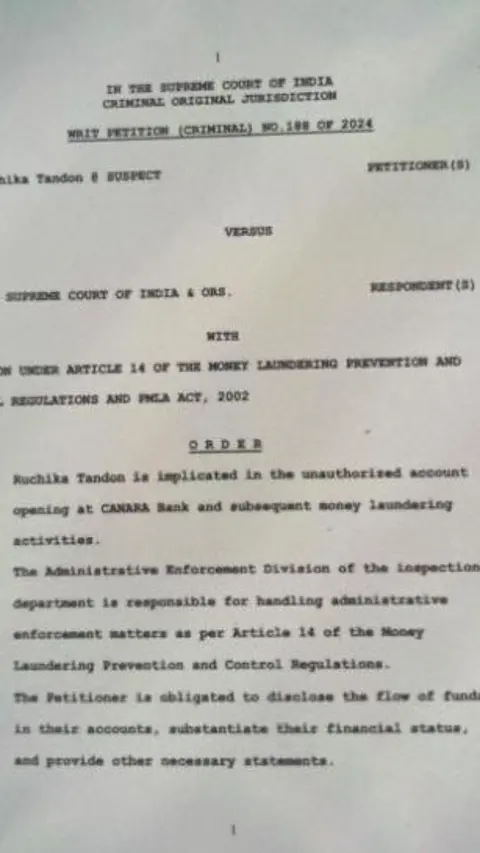 1
IN THE SUPREME COURT OF INDIA
CRIMINAL ORIGINAL JURISDICTION
WRIT PETITION (CRIMINAL) NO.188 OF 2024
hika Tandon @ SUSPECT PETITIONER(S)
VERSUS
SUPREME COURT OF INDIA & ORS. RESPONDENT(S)
WITH
ON UNDER ARTICLE 14 OF THE MONEY LAUNDERING PREVENTION AND
L REGULATIONS AND PMLA ACT, 2002
O R D E R
Ruchika Tandon is implicated in the unauthorized account
opening at CANARA Bank and subsequent money laundering
activities.
The Administrative Enforcement Division of the inspection
department is responsible for handling administrative
enforcement matters as per Article 14 of the Money
Laundering Prevention and Control Regulations.
The Petitioner is obligated to disclose the flow of funds
in their accounts, substantiate their financial status,
and provide other necessary statements.
1